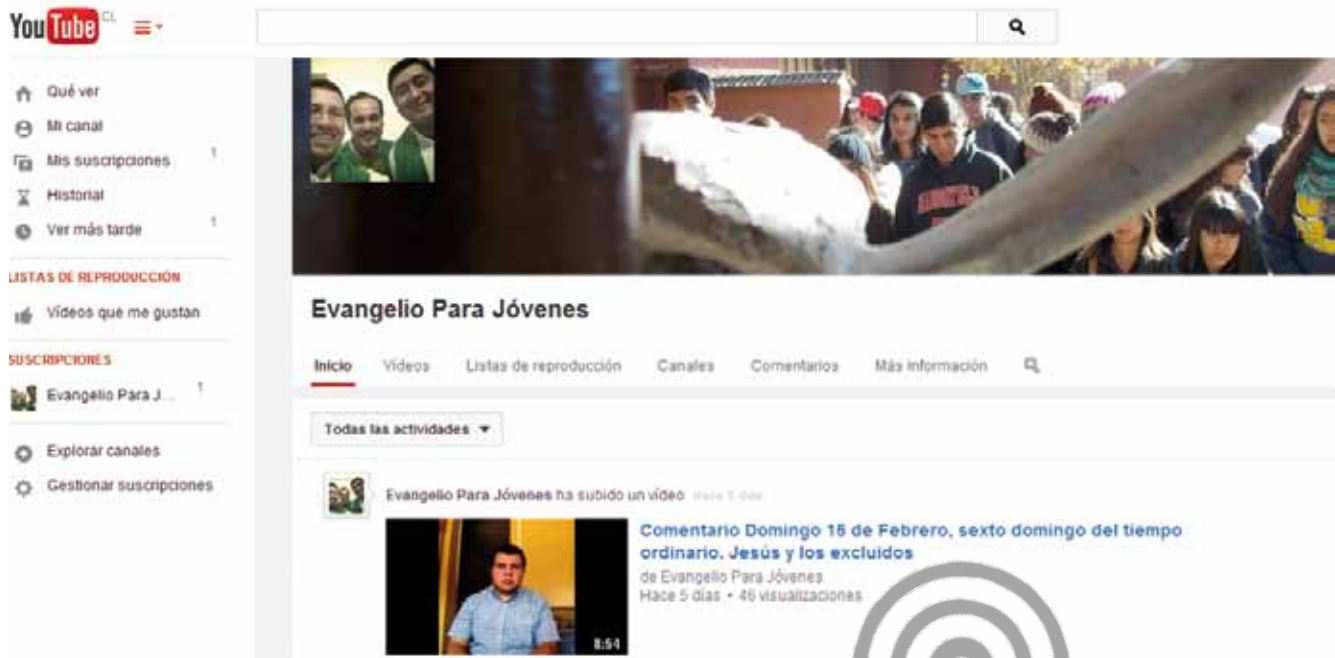 YouTube CL
Qué ver
Mi canal
Mis suscripciones 1
Historial
Ver más tarde 1
LISTAS DE REPRODUCCIÓN
Vídeos que me gustan
SUSCRIPCIONES
Evangelio Para J... 1
Explorar canales
Gestionar suscripciones
Evangelio Para Jóvenes
Inicio Vídeos Listas de reproducción Canales Comentarios Más información
Todas las actividades
Evangelio Para Jóvenes ha subido un vídeo Hace 5 días
Comentario Domingo 15 de Febrero, sexto domingo del tiempo
ordinario. Jesús y los excluidos
de Evangelio Para Jóvenes
Hace 5 días • 46 visualizaciones
8:54